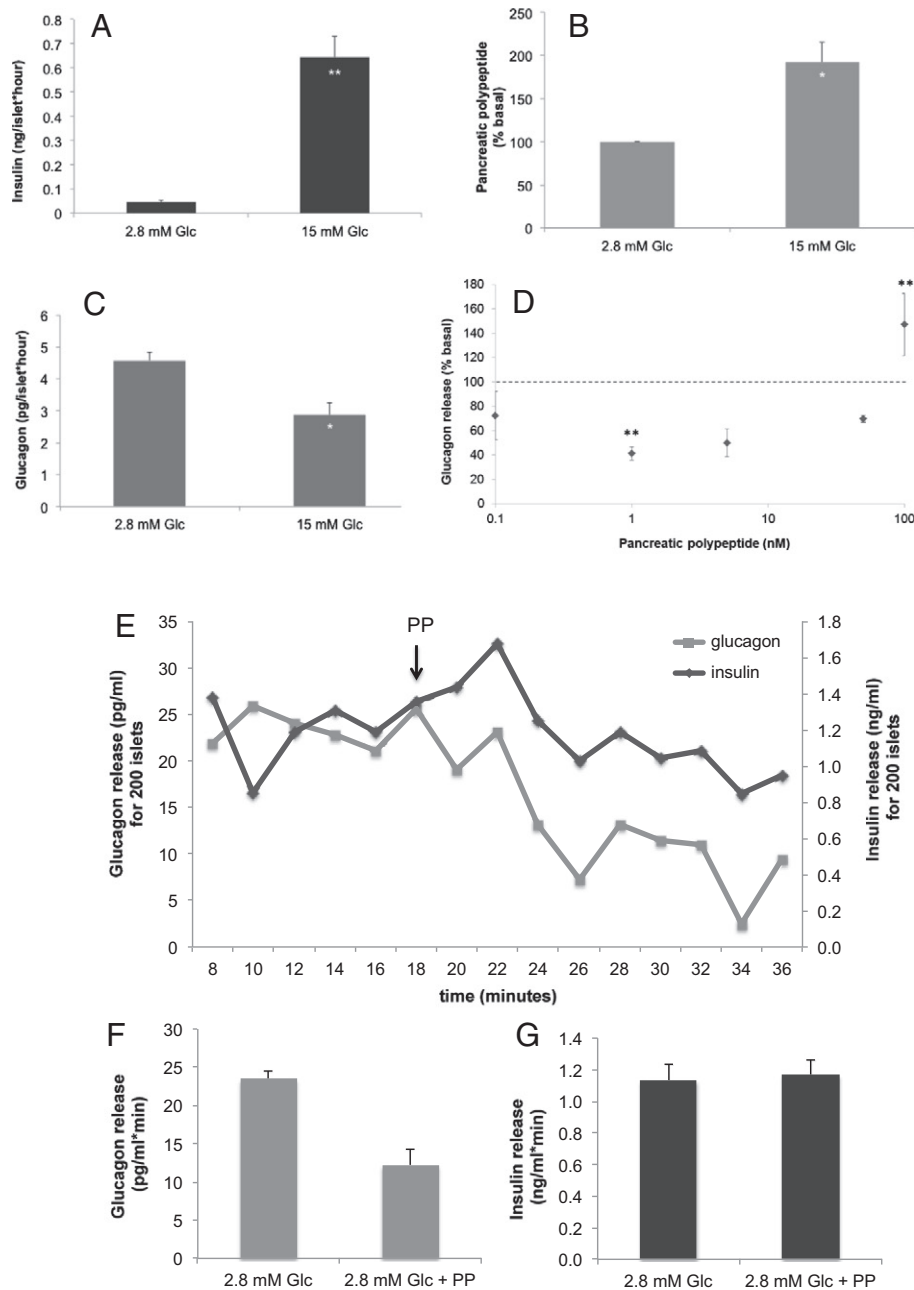 A
Insulin (ng/islet*hour)
0.8
0.7
0.6
0.5
0.4
0.3
0.2
0.1
0
**
2.8 mM Glc
15 mM Glc
B
Pancreatic polypeptide
(% basal)
250
200
150
100
50
0
*
2.8 mM Glc
15 mM Glc
C
Glucagon (pg/islet*hour)
6
5
4
3
2
1
0
*
2.8 mM Glc
15 mM Glc
D
Glucagon release (% basal)
180
160
140
120
100
80
60
40
20
0
**
**
0.1
1
10
100
Pancreatic polypeptide (nM)
E
PP
glucagon
insulin
Glucagon release (pg/ml)
for 200 islets
35
30
25
20
15
10
5
0
Insulin release (ng/ml)
for 200 islets
1.8
1.6
1.4
1.2
1.0
0.8
0.6
0.4
0.2
0.0
8 10 12 14 16 18 20 22 24 26 28 30 32 34 36
time (minutes)
F
Glucagon release
(pg/ml*min)
30
25
20
15
10
5
0
2.8 mM Glc
2.8 mM Glc + PP
G
Insulin release
(ng/ml*min)
1.4
1.2
1.0
0.8
0.6
0.4
0.2
0.0
2.8 mM Glc
2.8 mM Glc + PP